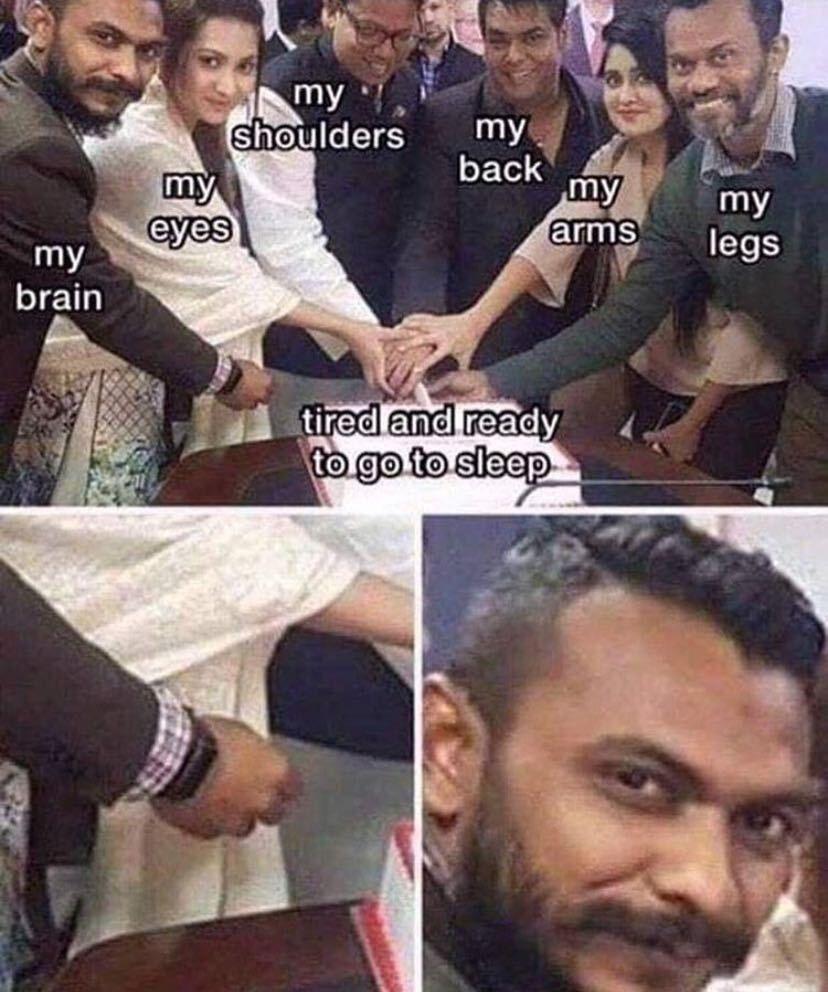 my
shoulders
my
back
my
eyes
my
arms
my
legs
my
brain
tired and ready
to go to sleep